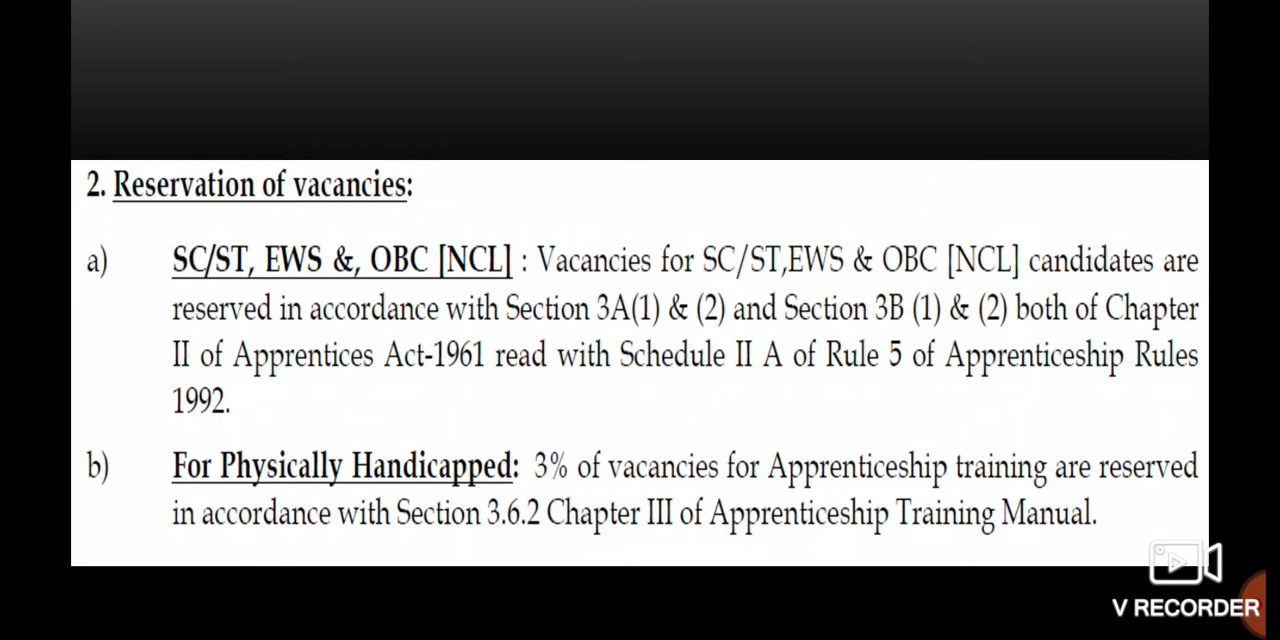 2. Reservation of vacancies:
a) SC/ST, EWS &, OBC [NCL] : Vacancies for SC/ST,EWS & OBC [NCL] candidates are
reserved in accordance with Section 3A(1) & (2) and Section 3B (1) & (2) both of Chapter
II of Apprentices Act-1961 read with Schedule II A of Rule 5 of Apprenticeship Rules
1992.
b) For Physically Handicapped: 3% of vacancies for Apprenticeship training are reserved
in accordance with Section 3.6.2 Chapter III of Apprenticeship Training Manual.
V RECORDER